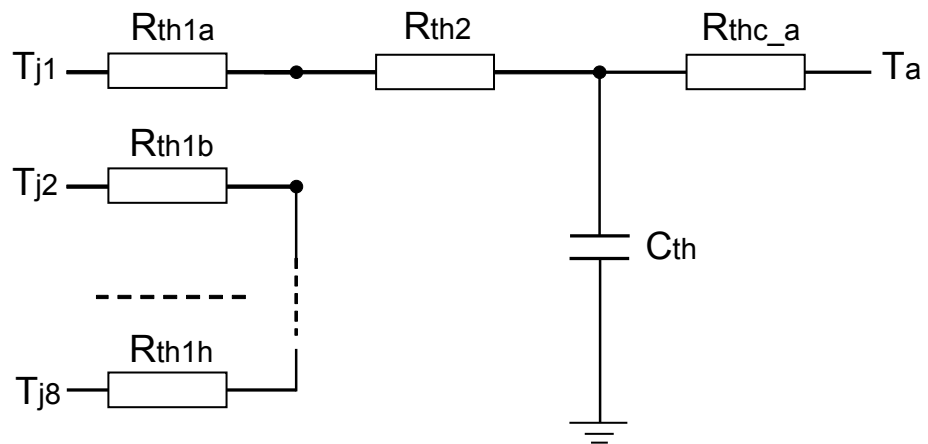 Rth1a
Rth2
Rthc_a
Tj1
Ta
Rth1b
Tj2
Cth
Rth1h
Tj8